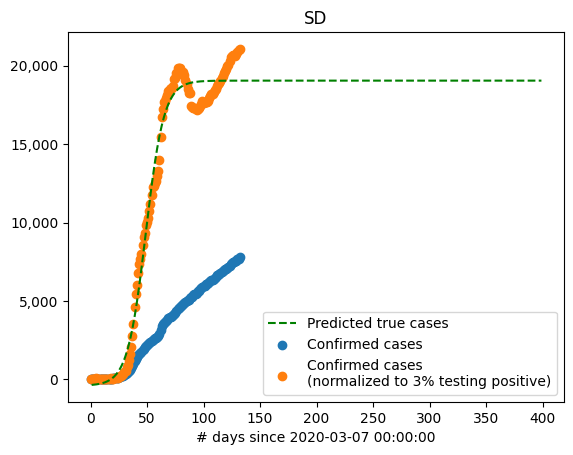 SD
20,000
15,000
10,000
5,000
0
Predicted true cases
Confirmed cases
Confirmed cases
(normalized to 3% testing positive)
0 50 100 150 200 250 300 350 400
# days since 2020-03-07 00:00:00